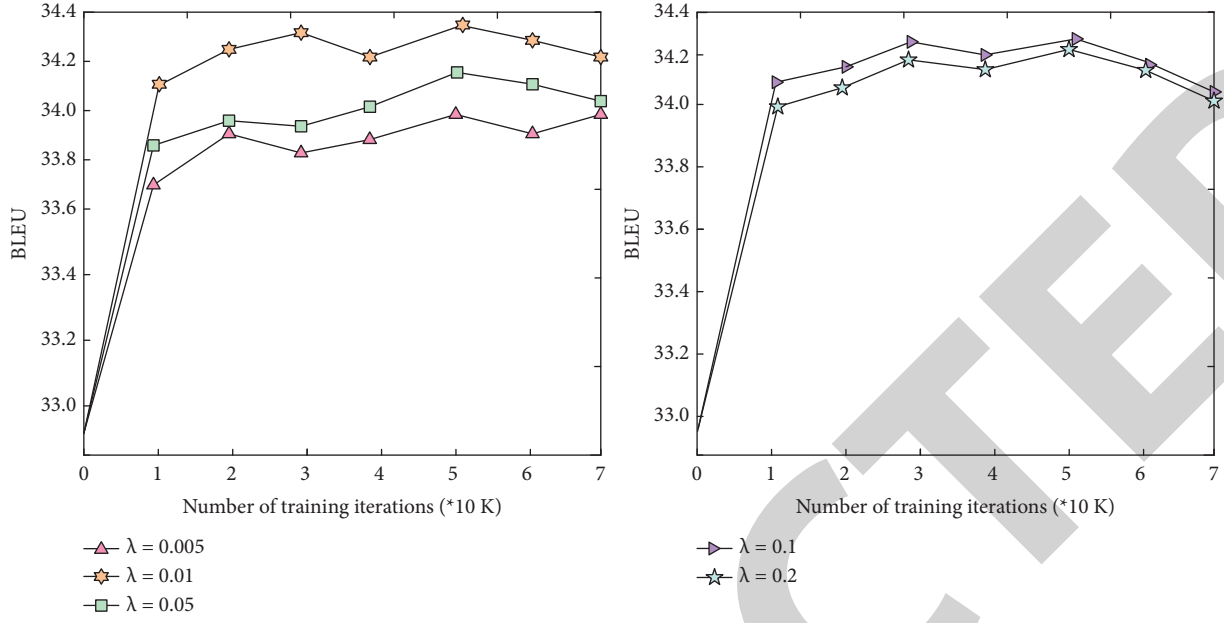 34.4
34.2
34.0
33.8
33.6
33.4
33.2
33.0
BLEU
0 1 2 3 4 5 6 7
Number of training iterations (*10 K)
λ = 0.005
λ = 0.01
λ = 0.05
34.4
34.2
34.0
33.8
33.6
33.4
33.2
33.0
BLEU
0 1 2 3 4 5 6 7
Number of training iterations (*10 K)
λ = 0.1
λ = 0.2
CTED